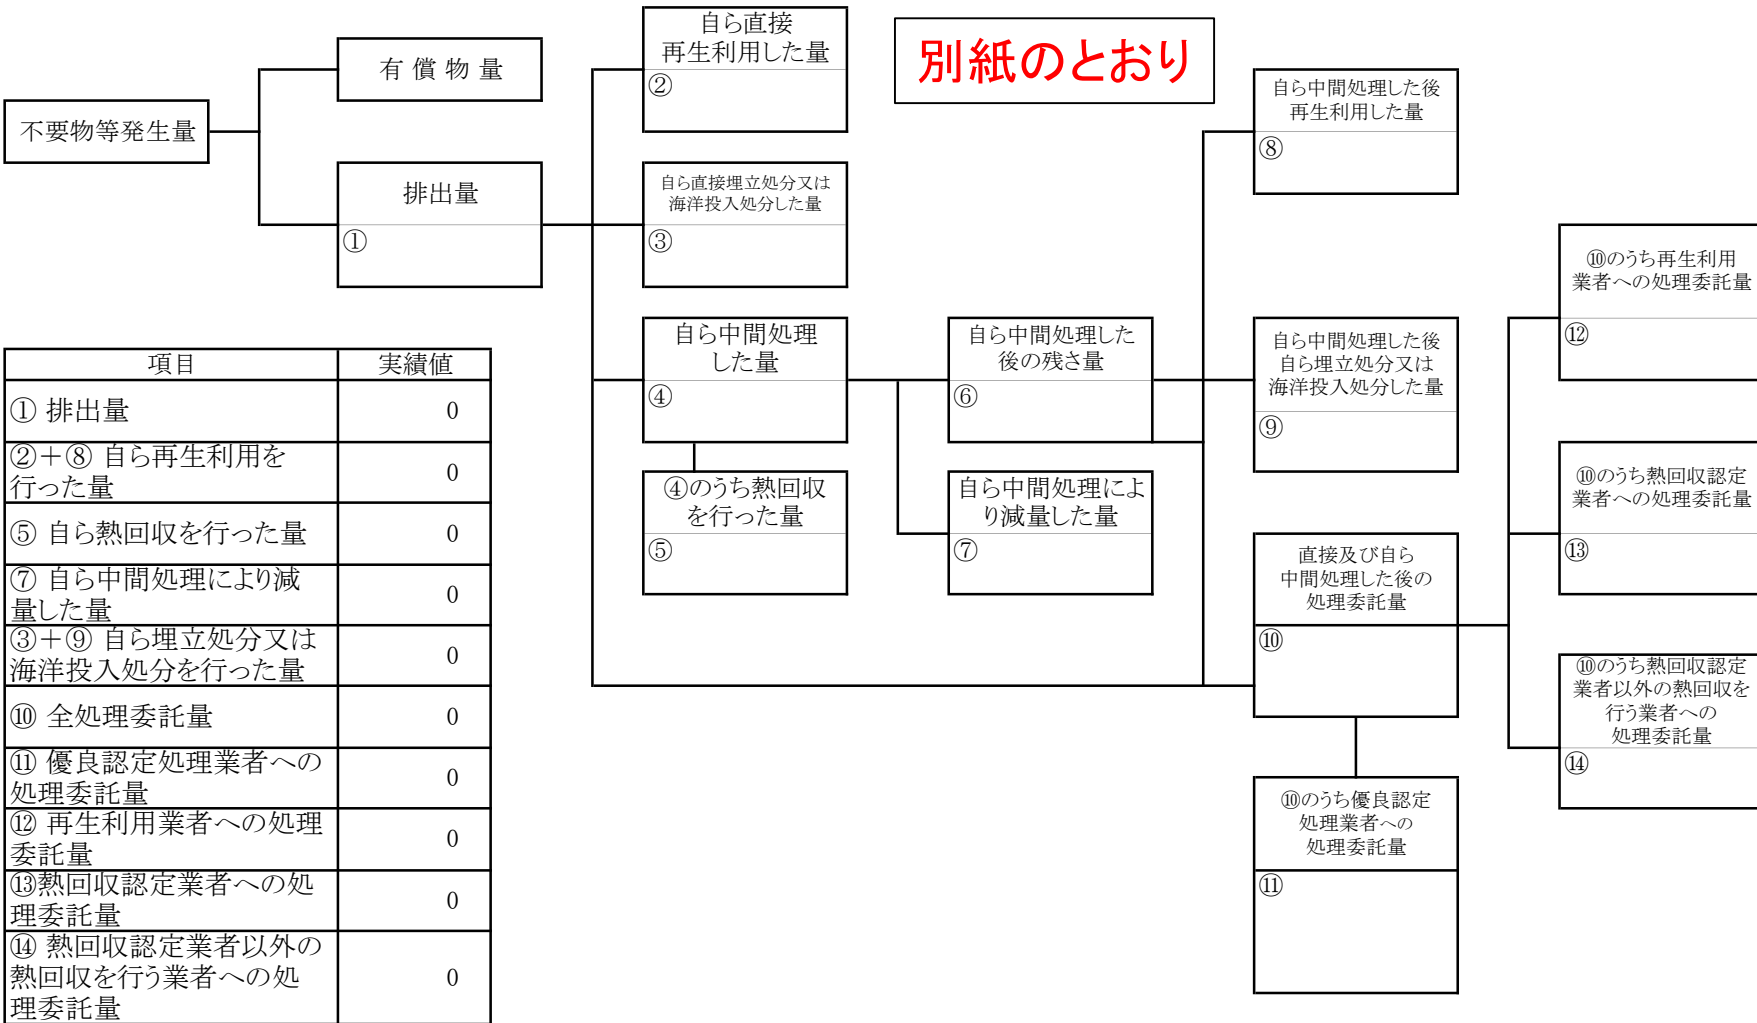 不要物等発生量
有 償 物 量
排出量
①
自ら直接
再生利用した量
②
自ら直接埋立処分又は
海洋投入処分した量
③
自ら中間処理
した量
④
④のうち熱回収
を行った量
⑤
別紙のとおり
自ら中間処理した
後の残さ量
⑥
自ら中間処理によ
り減量した量
⑦
自ら中間処理した後
再生利用した量
⑧
自ら中間処理した後
自ら埋立処分又は
海洋投入処分した量
⑨
直接及び自ら
中間処理した後の
処理委託量
⑩
⑩のうち優良認定
処理業者への
処理委託量
⑪
⑩のうち再生利用
業者への処理委託量
⑫
⑩のうち熱回収認定
業者への処理委託量
⑬
⑩のうち熱回収認定
業者以外の熱回収を
行う業者への
処理委託量
⑭
項目 実績値
① 排出量 0
②＋⑧ 自ら再生利用を
行った量 0
⑤ 自ら熱回収を行った量 0
⑦ 自ら中間処理により減
量した量 0
③＋⑨ 自ら埋立処分又は
海洋投入処分を行った量 0
⑩ 全処理委託量 0
⑪ 優良認定処理業者への
処理委託量 0
⑫ 再生利用業者への処理
委託量 0
⑬熱回収認定業者への処
理委託量 0
⑭ 熱回収認定業者以外の
熱回収を行う業者への処
理委託量 0